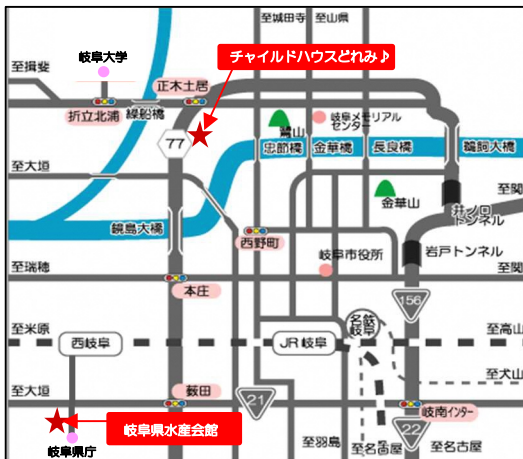 至城田寺
至山県
チャイルドハウスどれみ♪
岐阜大学
至揖斐
正木土居
折立北浦
緑船橋
77
鷺山
岐阜メモリアル
センター
忠節橋
金華橋
長良橋
鵜飼大橋
至大垣
至関
金華山
井ノ口
トンネル
鏡島大橋
西野町
岐阜市役所
岩戸トンネル
至瑞穂
至関
本庄
156
至米原
西岐阜
JR岐阜
名鉄
岐阜
至高山
至犬山
至大垣
薮田
21
岐南インター
岐阜県水産会館
22
岐阜県庁
至羽島
至名古屋
至名古屋